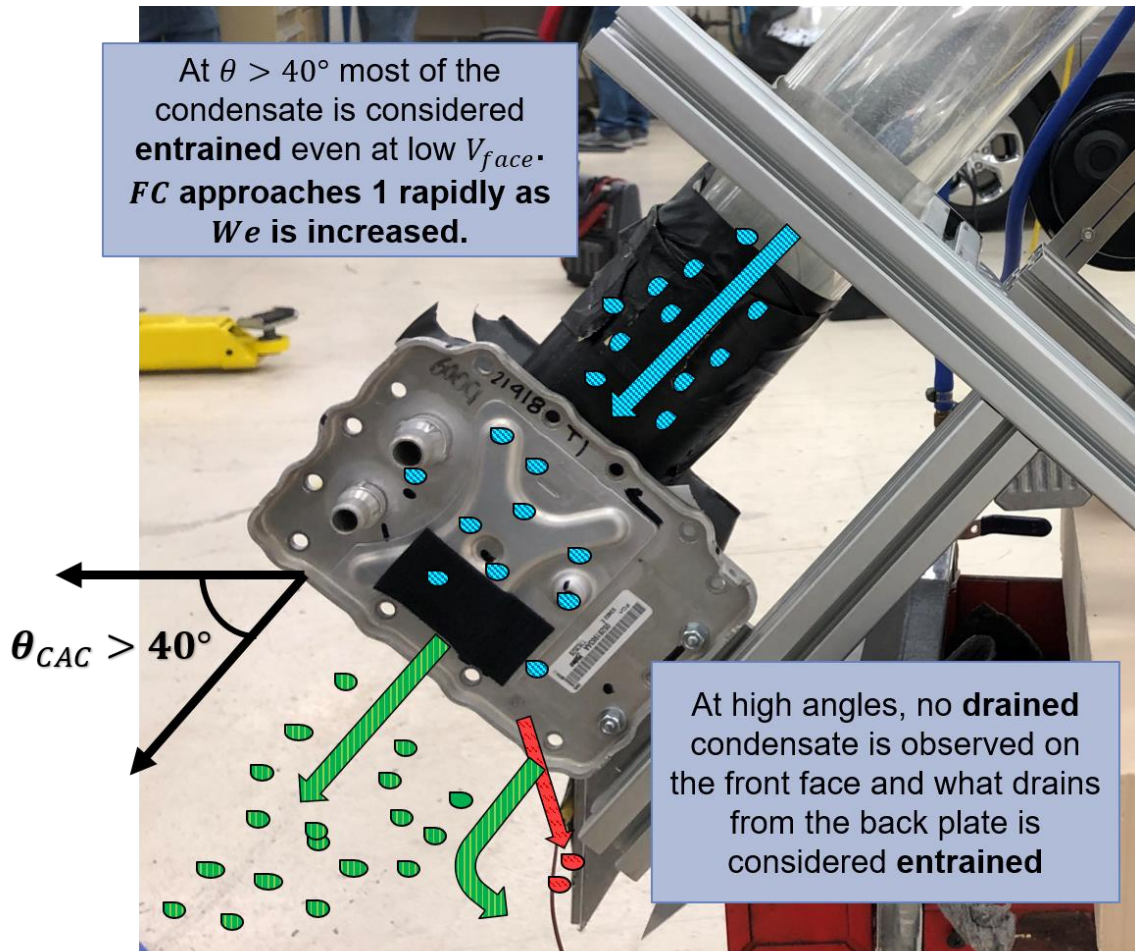 At θ > 40° most of the
condensate is considered
entrained even at low V_face.
FC approaches 1 rapidly as
We is increased.
6009
21918
T1
θ_CAC > 40°
At high angles, no drained
condensate is observed on
the front face and what drains
from the back plate is
considered entrained